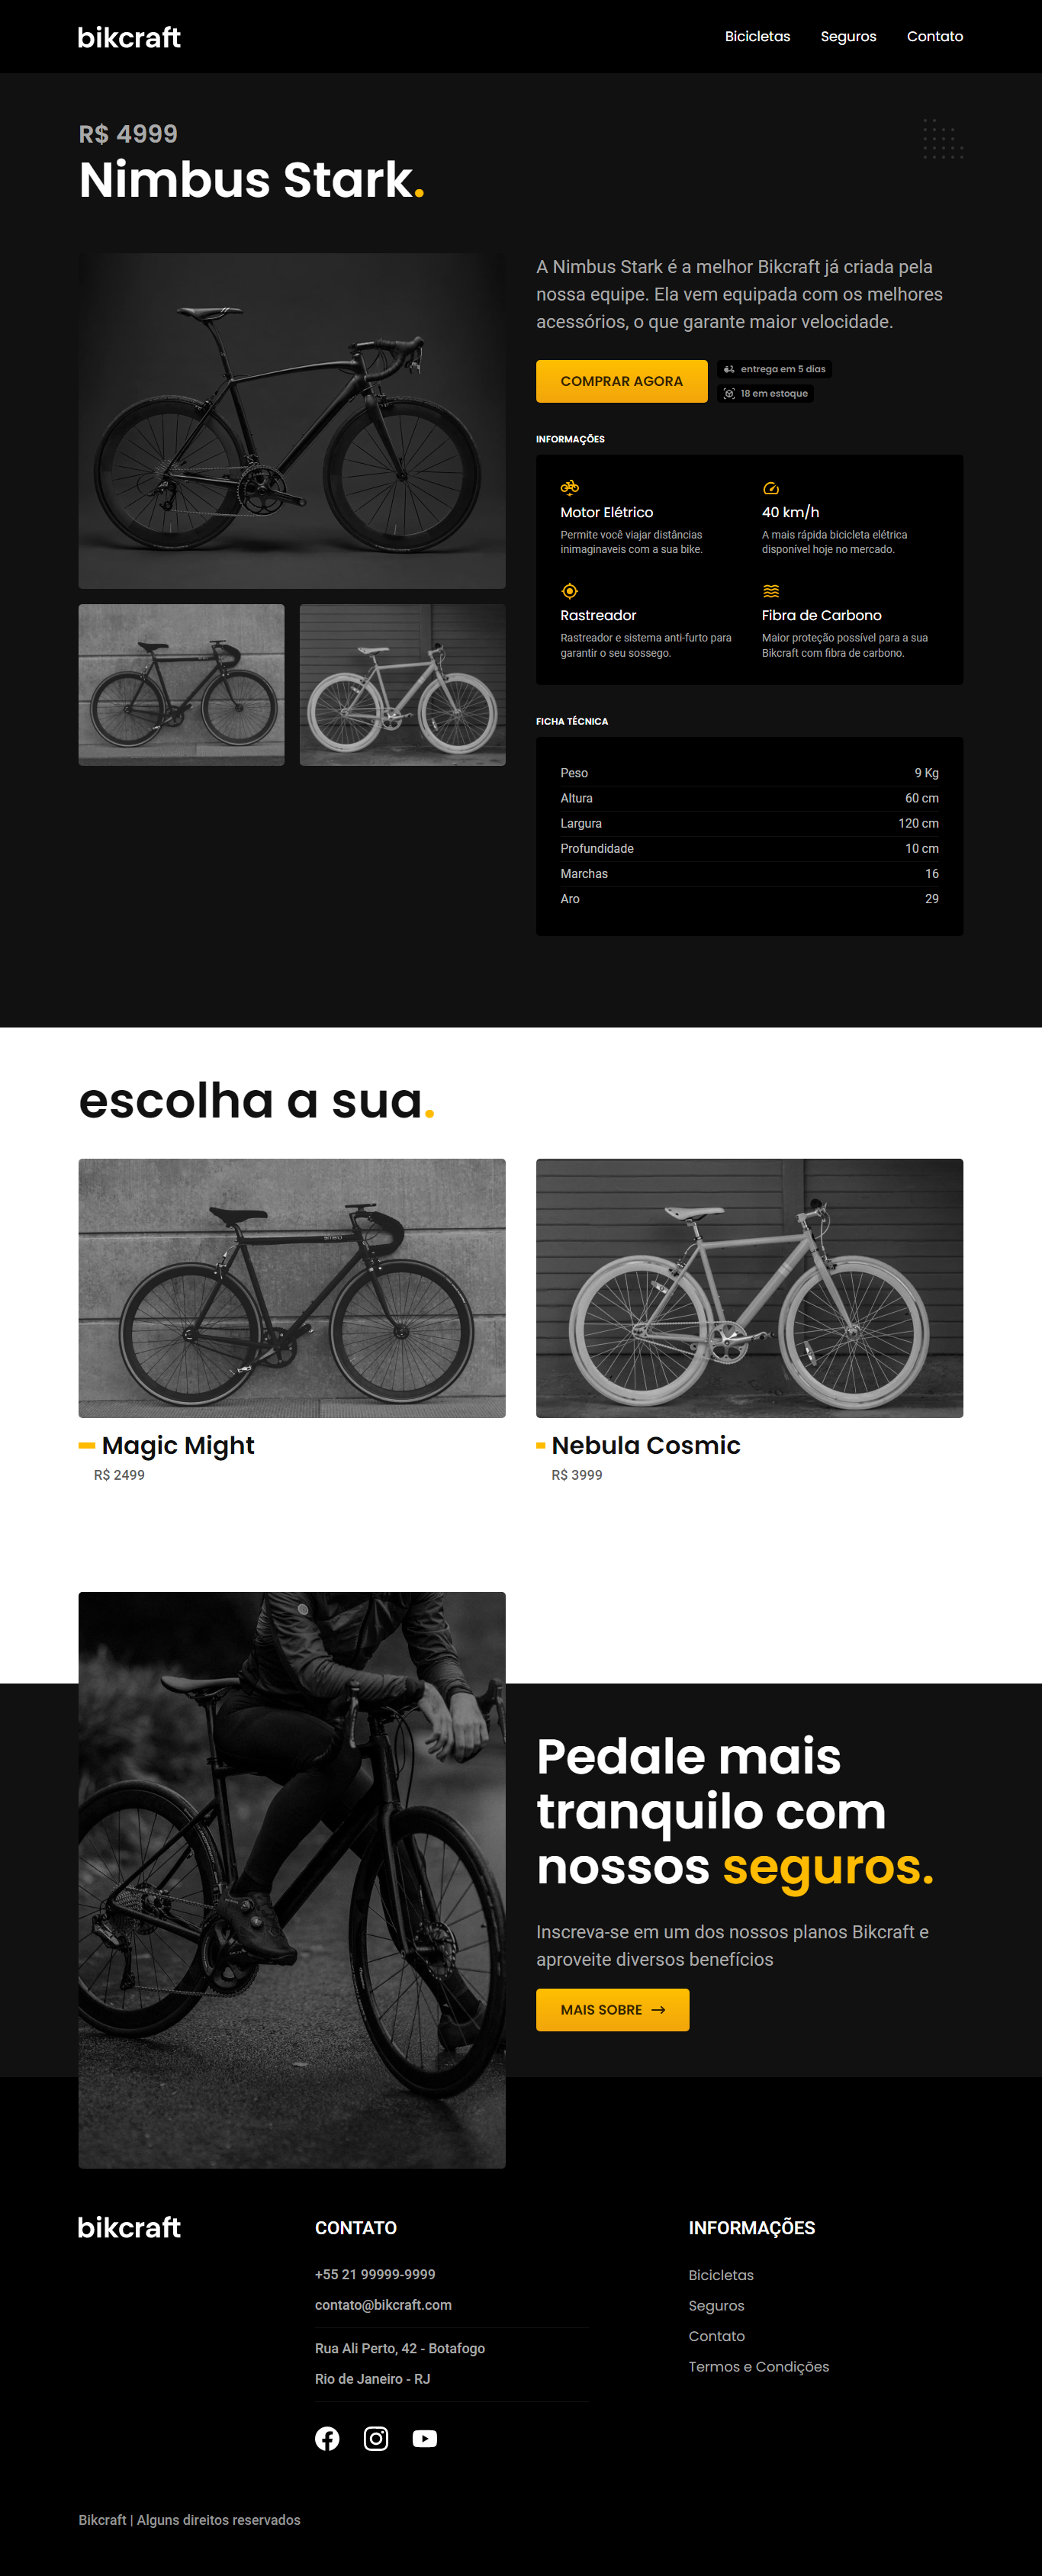 bikcraft
Bicicletas
Seguros
Contato
R$ 4999
Nimbus Stark.
A Nimbus Stark é a melhor Bikcraft já criada pela
nossa equipe. Ela vem equipada com os melhores
acessórios, o que garante maior velocidade.
COMPRAR AGORA
entrega em 5 dias
18 em estoque
INFORMAÇÕES
Motor Elétrico
Permite você viajar distâncias
inimaginaveis com a sua bike.
40 km/h
A mais rápida bicicleta elétrica
disponível hoje no mercado.
Rastreador
Rastreador e sistema anti-furto para
garantir o seu sossego.
Fibra de Carbono
Maior proteção possível para a sua
Bikcraft com fibra de carbono.
FICHA TÉCNICA
Peso 9 Kg
Altura 60 cm
Largura 120 cm
Profundidade 10 cm
Marchas 16
Aro 29
escolha a sua.
Magic Might
R$ 2499
Nebula Cosmic
R$ 3999
Pedale mais
tranquilo com
nossos seguros.
Inscreva-se em um dos nossos planos Bikcraft e
aproveite diversos benefícios
MAIS SOBRE
bikcraft
CONTATO
+55 21 99999-9999
contato@bikcraft.com
Rua Ali Perto, 42 - Botafogo
Rio de Janeiro - RJ
INFORMAÇÕES
Bicicletas
Seguros
Contato
Termos e Condições
Bikcraft | Alguns direitos reservados